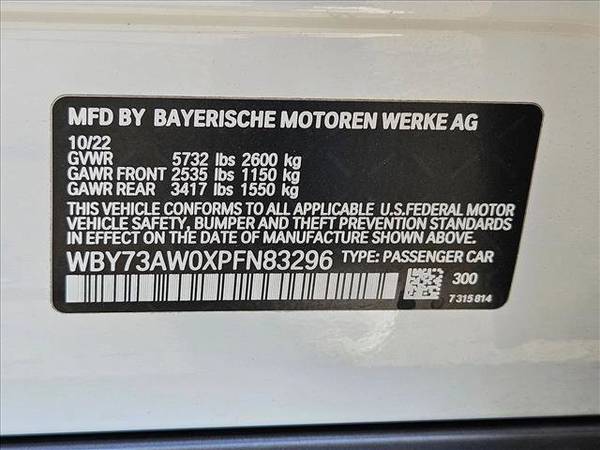 MFD BY BAYERISCHE MOTOREN WERKE AG
10/22
GVWR 5732 lbs 2600 kg
GAWR FRONT 2535 lbs 1150 kg
GAWR REAR 3417 lbs 1550 kg
THIS VEHICLE CONFORMS TO ALL APPLICABLE U.S.FEDERAL MOTOR
VEHICLE SAFETY, BUMPER AND THEFT PREVENTION STANDARDS
IN EFFECT ON THE DATE OF MANUFACTURE SHOWN ABOVE.
WBY73AW0XPFN83296 TYPE: PASSENGER CAR
300
7 315 814